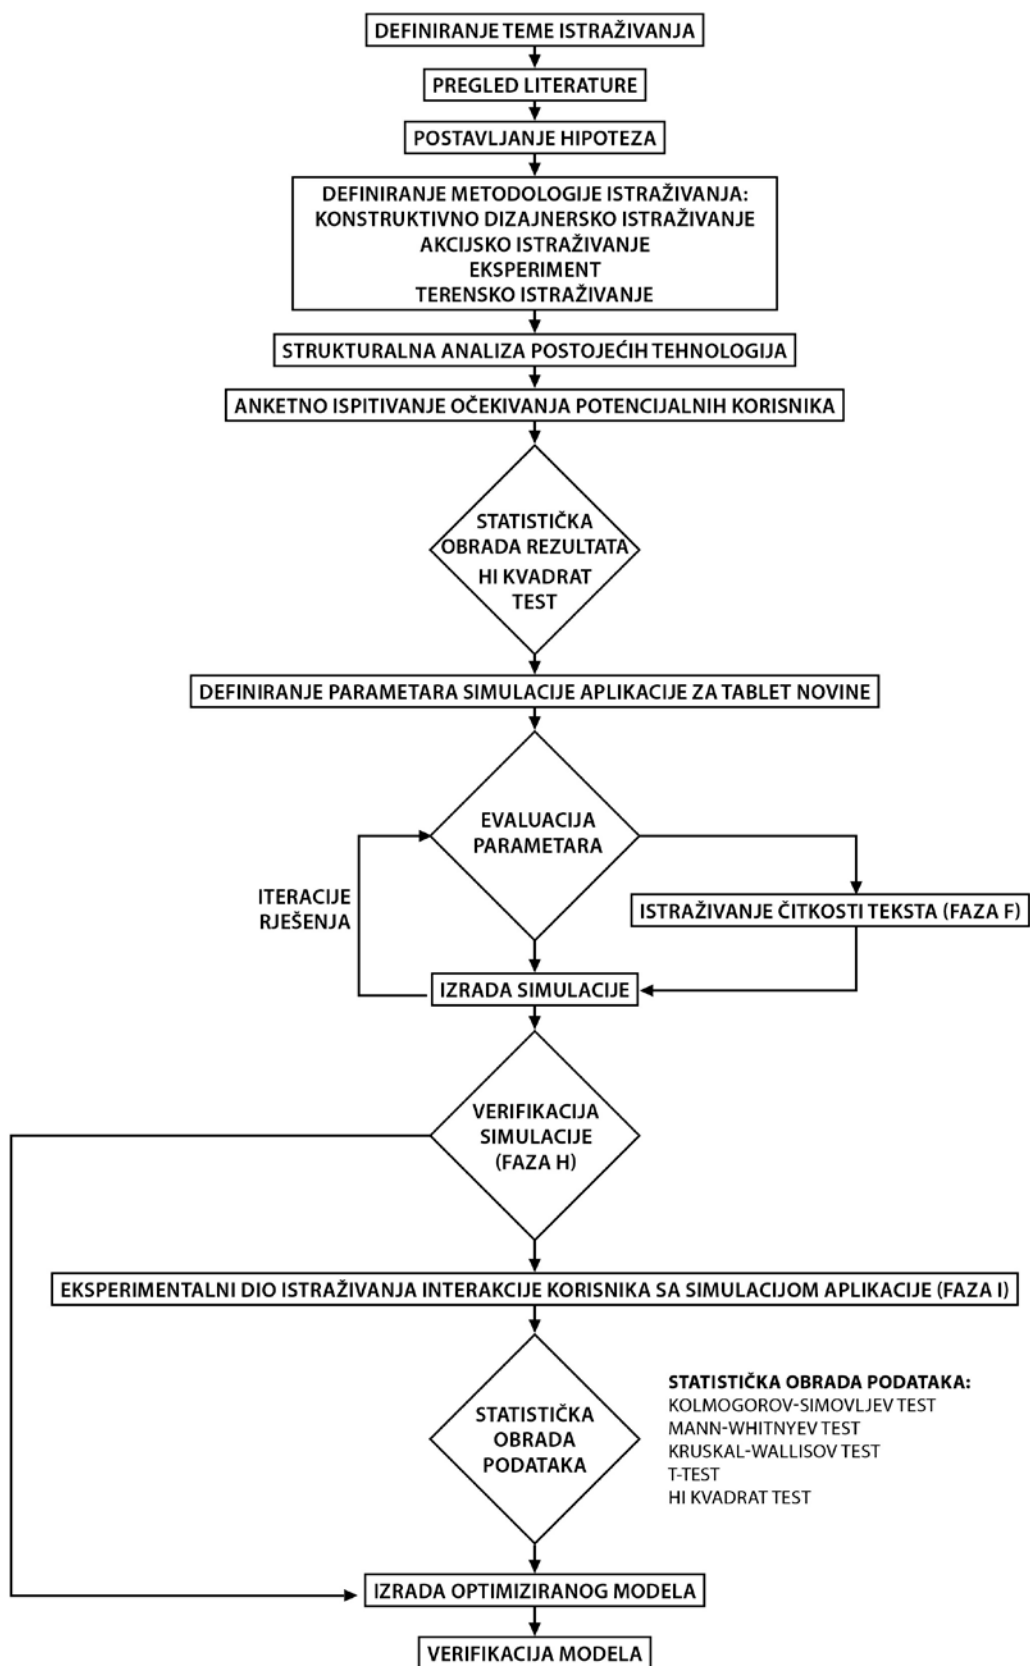 DEFINIRANJE TEME ISTRAŽIVANJA
PREGLED LITERATURE
POSTAVLJANJE HIPOTEZA
DEFINIRANJE METODOLOGIJE ISTRAŽIVANJA:
KONSTRUKTIVNO DIZAJNERSKO ISTRAŽIVANJE
AKCIJSKO ISTRAŽIVANJE
EKSPERIMENT
TERENSKO ISTRAŽIVANJE
STRUKTURALNA ANALIZA POSTOJEĆIH TEHNOLOGIJA
ANKETNO ISPITIVANJE OČEKIVANJA POTENCIJALNIH KORISNIKA
STATISTIČKA
OBRADA REZULTATA
HI KVADRAT
TEST
DEFINIRANJE PARAMETARA SIMULACIJE APLIKACIJE ZA TABLET NOVINE
EVALUACIJA
PARAMETARA
ITERACIJE
RJEŠENJA
ISTRAŽIVANJE ČITKOSTI TEKSTA (FAZA F)
IZRADA SIMULACIJE
VERIFIKACIJA
SIMULACIJE
(FAZA H)
EKSPERIMENTALNI DIO ISTRAŽIVANJA INTERAKCIJE KORISNIKA SA SIMULACIJOM APLIKACIJE (FAZA I)
STATISTIČKA
OBRADA
PODATAKA
STATISTIČKA OBRADA PODATAKA:
KOLMOGOROV-SIMOVLJEV TEST
MANN-WHITNYEV TEST
KRUSKAL-WALLISOV TEST
T-TEST
HI KVADRAT TEST
IZRADA OPTIMIZIRANOG MODELA
VERIFIKACIJA MODELA